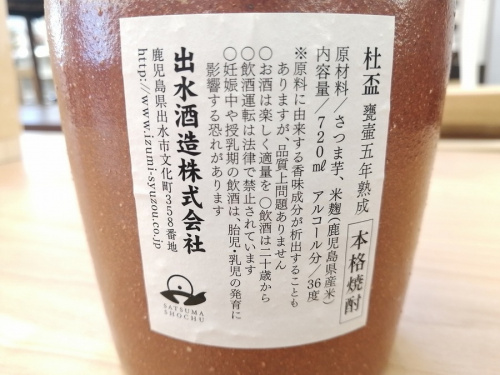 杜盃 甕壷五年熟成 本格焼酎
原材料/さつま芋、米麹(鹿児島県産米)
内容量/720ml アルコール分/36度
※原料に由来する香味成分が析出することも
ありますが、品質上問題ありません
○お酒は楽しく適量を ○飲酒は二十歳から
○飲酒運転は法律で禁止されています
○妊娠中や授乳期の飲酒は、胎児・乳児の発育に
影響する恐れがあります
出水酒造株式会社
鹿児島県出水市文化町358番地
http://www.izumi-syuzou.co.jp
SATSUMA
SHOCHU